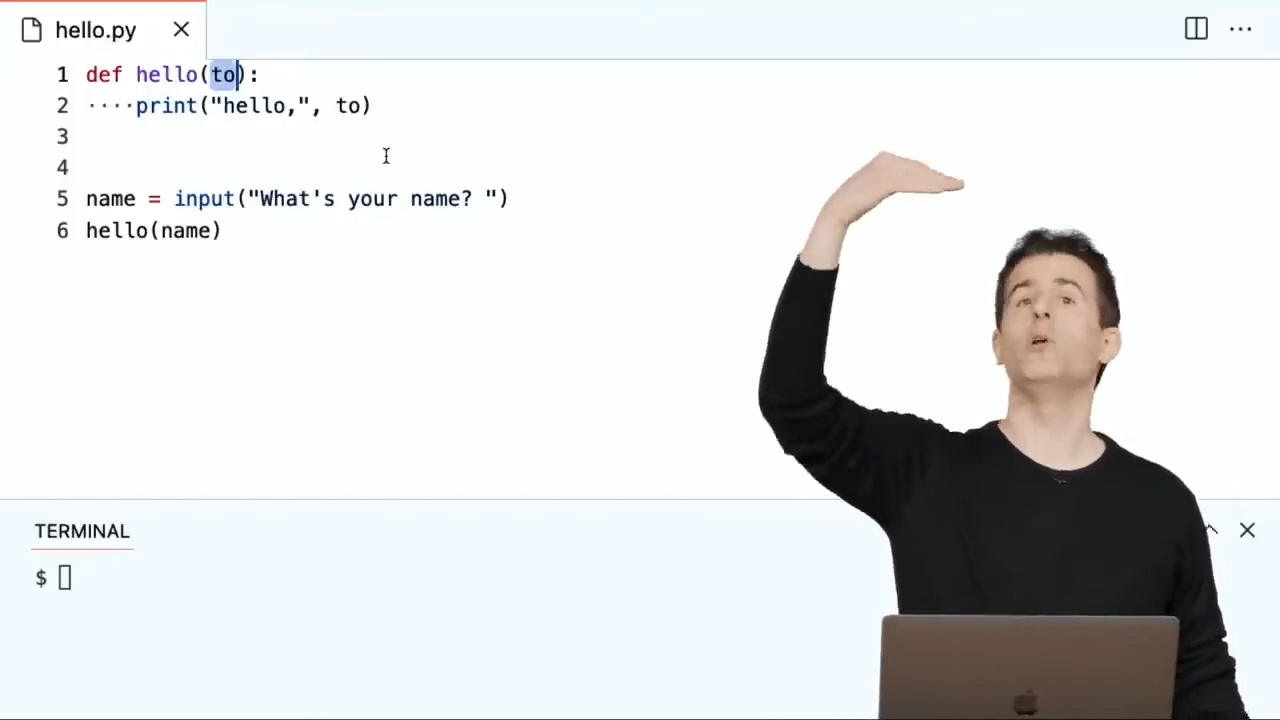 hello.py
1 def hello(to):
2 ····print("hello,", to)
3
4
5 name = input("What's your name? ")
6 hello(name)
TERMINAL
$